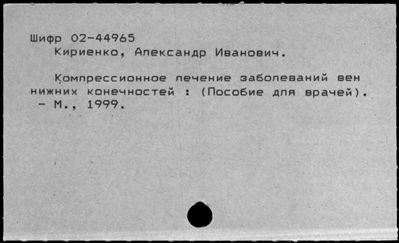 Шифр 02-44965
Кириенко, Александр Иванович.
Компрессионное лечение заболеваний вен
нижних конечностей : (Пособие для врачей).
- М., 1999.